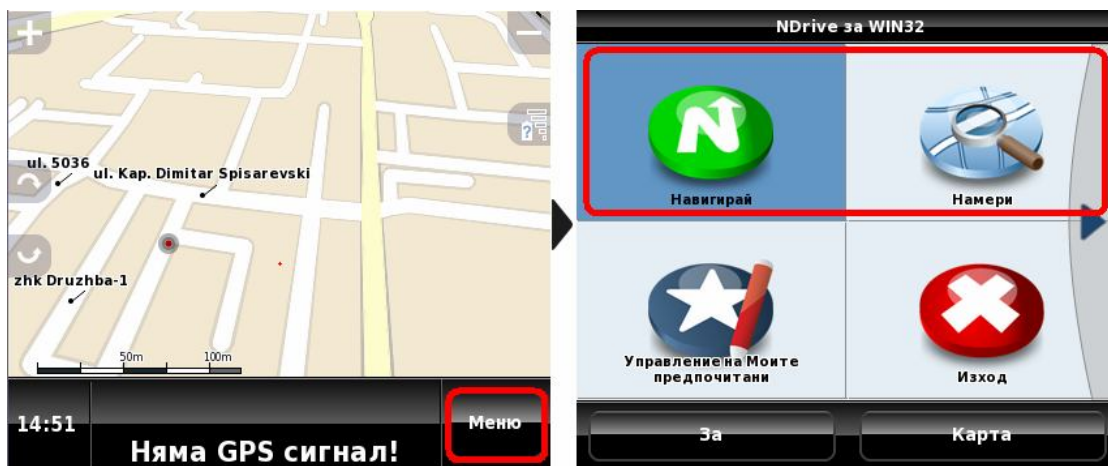 ul. 5036
ul. Kap. Dimitar Spisarevski
zhk Druzhba-1
50m
100m
14:51
Няма GPS сигнал!
Меню
NDrive за WIN32
Навигирай
Намери
Управление на Моите
предпочитани
Изход
За
Карта